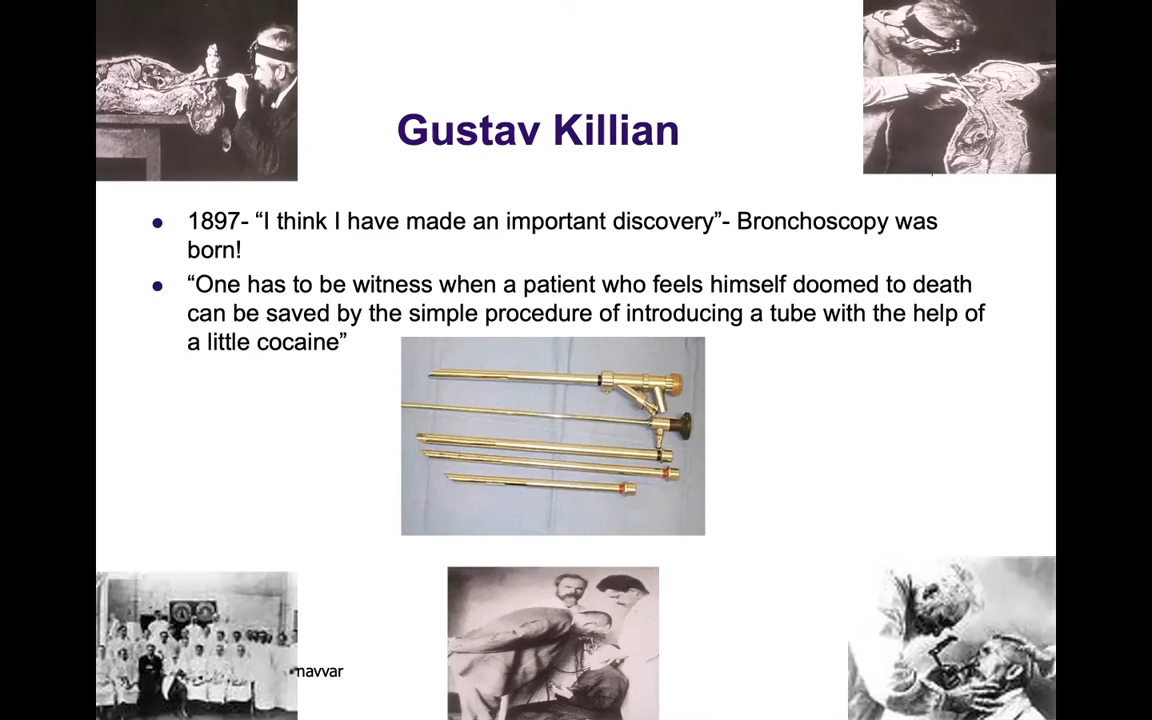 Gustav Killian
1897- “I think I have made an important discovery”- Bronchoscopy was
born!
“One has to be witness when a patient who feels himself doomed to death
can be saved by the simple procedure of introducing a tube with the help of
a little cocaine”
mavvar